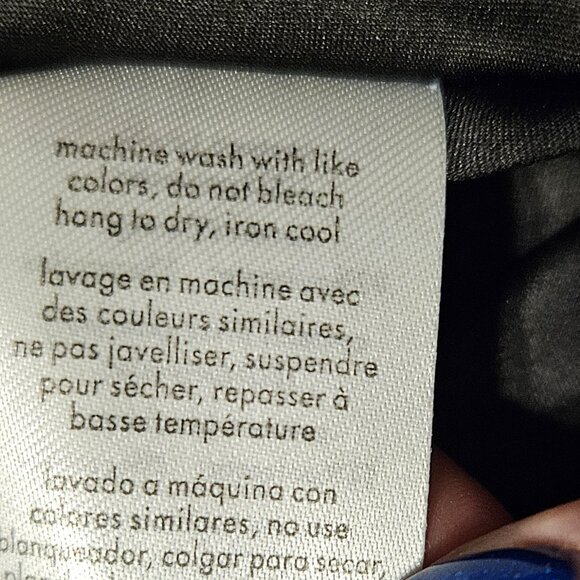 machine wash with like
colors, do not bleach
hang to dry, iron cool
lavage en machine avec
des couleurs similaires,
ne pas javelliser, suspendre
pour sécher, repasser à
basse température
lavado a máquina con
colores similares, no use
blanqueador, colgar para secar,